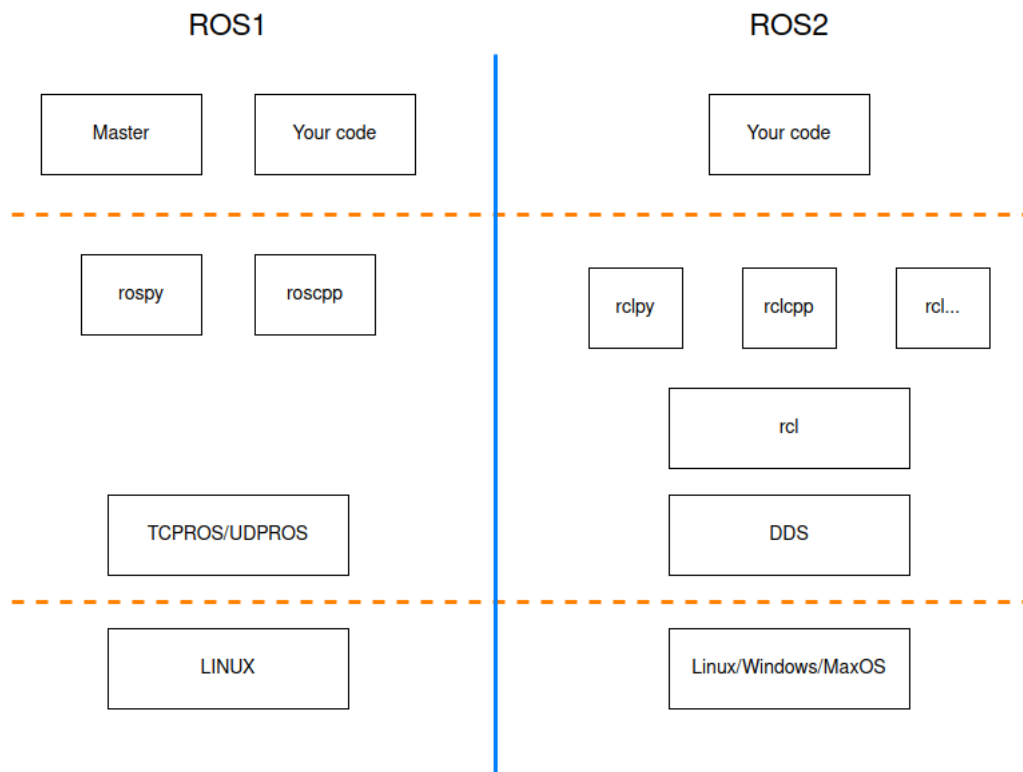 ROS1
ROS2
Master
Your code
Your code
rospy
roscpp
rclpy
rclcpp
rcl...
rcl
TCPROS/UDPROS
DDS
LINUX
Linux/Windows/MaxOS